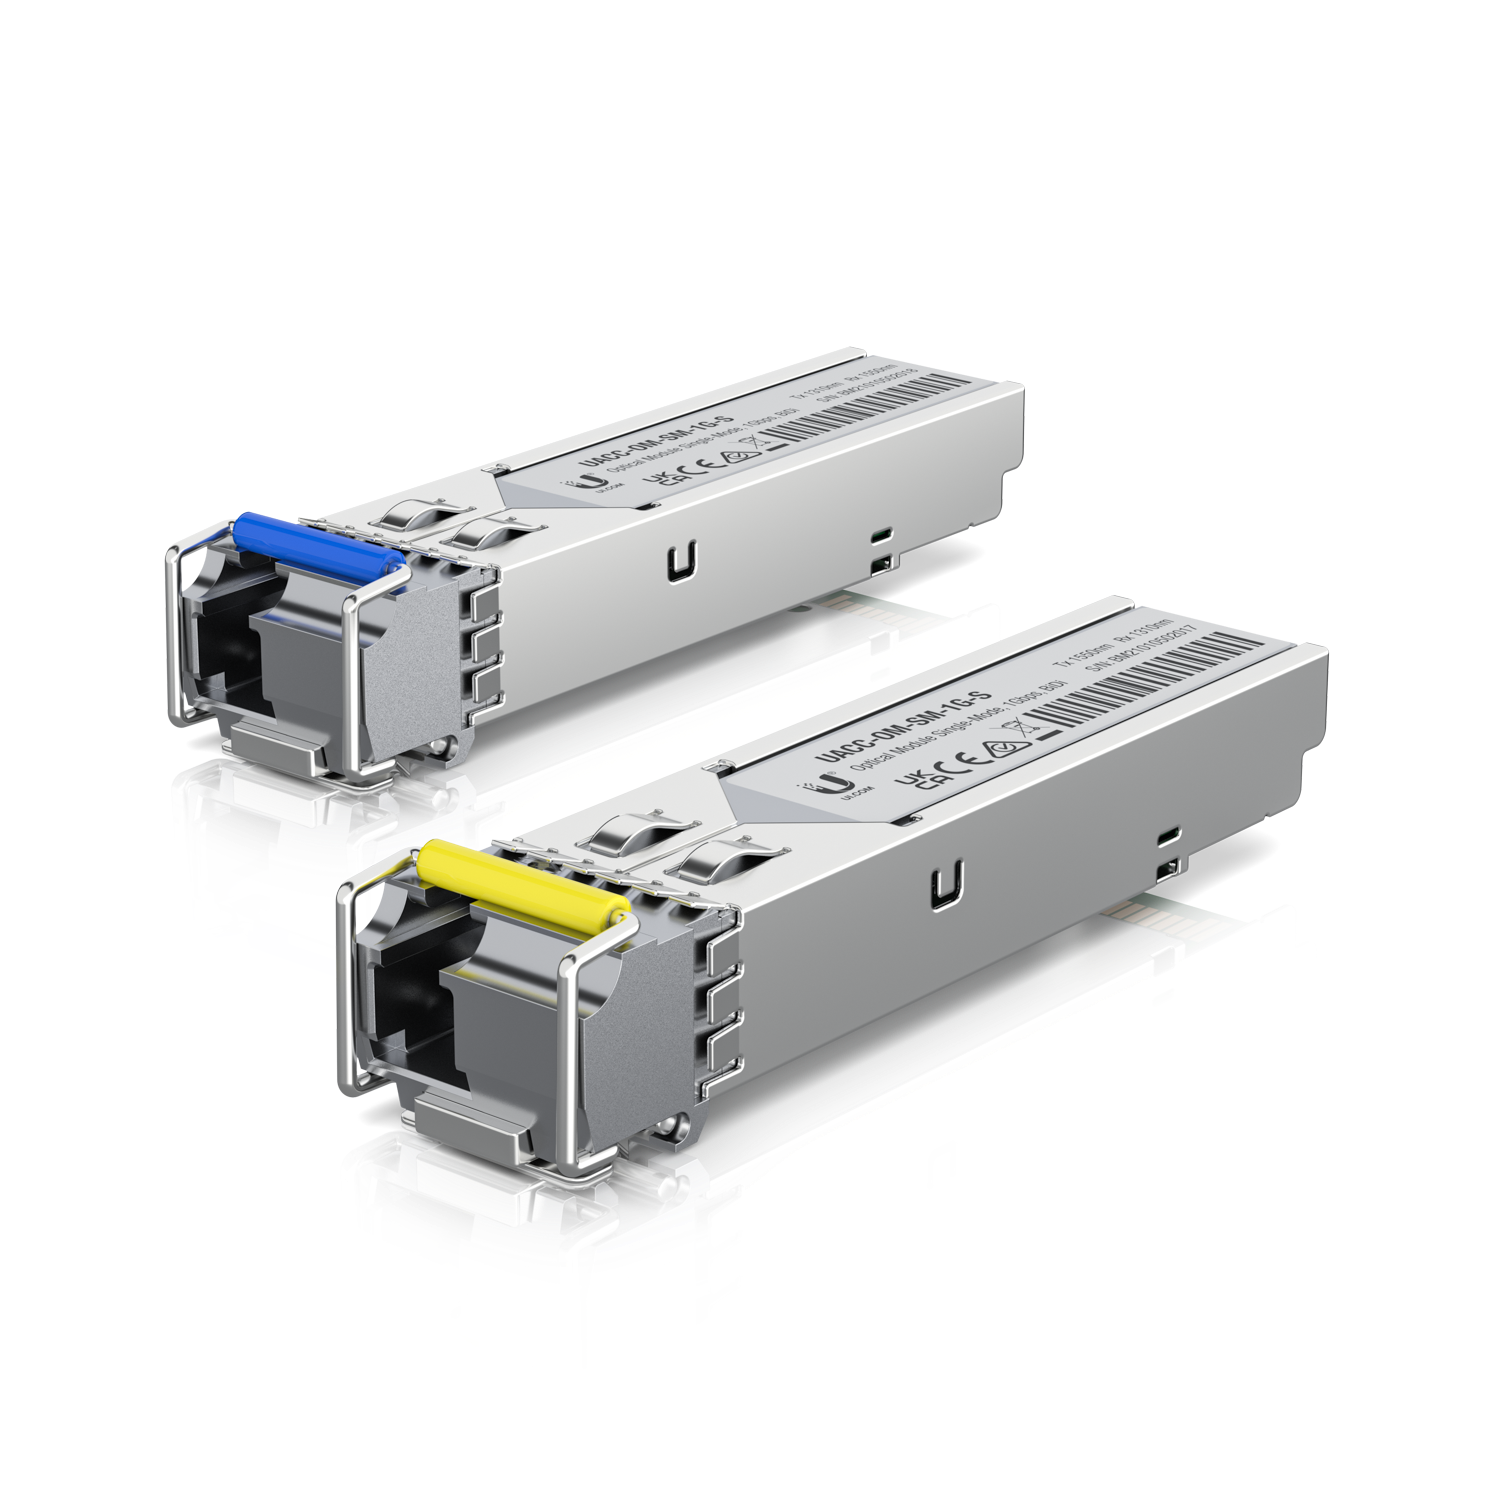 UACC-OM-SM-1G-S
Optical Module Single-Mode, 1Gbps, BiDi
Tx 1310nm Rx 1550nm
S/N: BM21010502018
UI.COM
UK
CA
CE
U
UACC-OM-SM-1G-S
Optical Module Single-Mode, 1Gbps, BiDi
Tx 1550nm Rx 1310nm
S/N: BM21010502017
UI.COM
UK
CA
CE
U